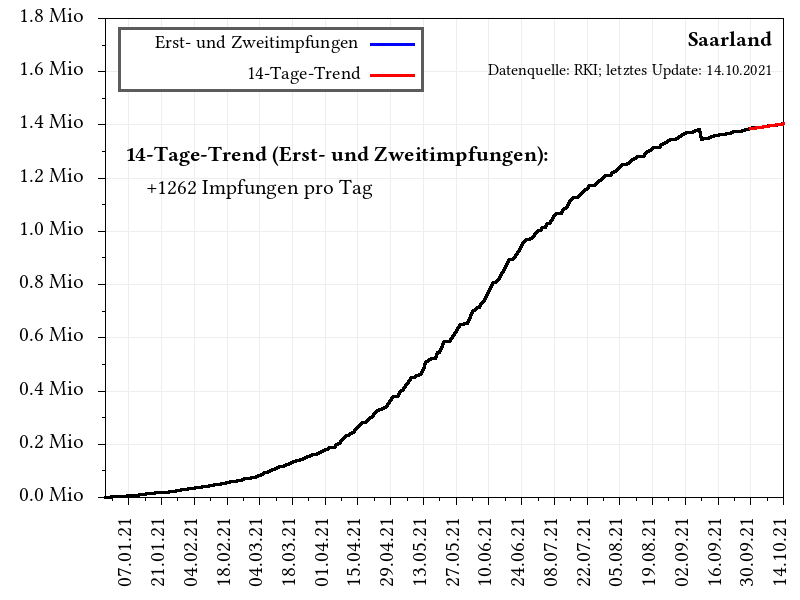 1.8 Mio
1.6 Mio
1.4 Mio
1.2 Mio
1.0 Mio
0.8 Mio
0.6 Mio
0.4 Mio
0.2 Mio
0.0 Mio
Erst- und Zweitimpfungen
14-Tage-Trend
Saarland
Datenquelle: RKI; letztes Update: 14.10.2021
14-Tage-Trend (Erst- und Zweitimpfungen):
+1262 Impfungen pro Tag
07.01.21
21.01.21
04.02.21
18.02.21
04.03.21
18.03.21
01.04.21
15.04.21
29.04.21
13.05.21
27.05.21
10.06.21
24.06.21
08.07.21
22.07.21
05.08.21
19.08.21
02.09.21
16.09.21
30.09.21
14.10.21